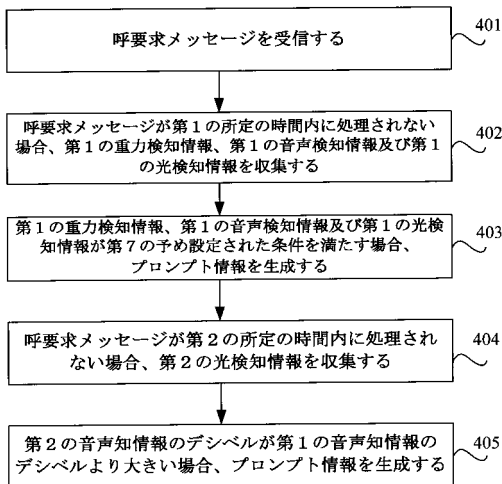 呼要求メッセージを受信する
401
呼要求メッセージが第1の所定の時間内に処理されない
場合、第1の重力検知情報、第1の音声検知情報及び第1
の光検知情報を収集する
402
第1の重力検知情報、第1の音声検知情報及び第1の光検
知情報が第7の予め設定された条件を満たす場合、
プロンプト情報を生成する
403
呼要求メッセージが第2の所定の時間内に処理され
ない場合、第2の光検知情報を収集する
404
第2の音声知情報のデシベルが第1の音声知情報の
デシベルより大きい場合、プロンプト情報を生成する
405